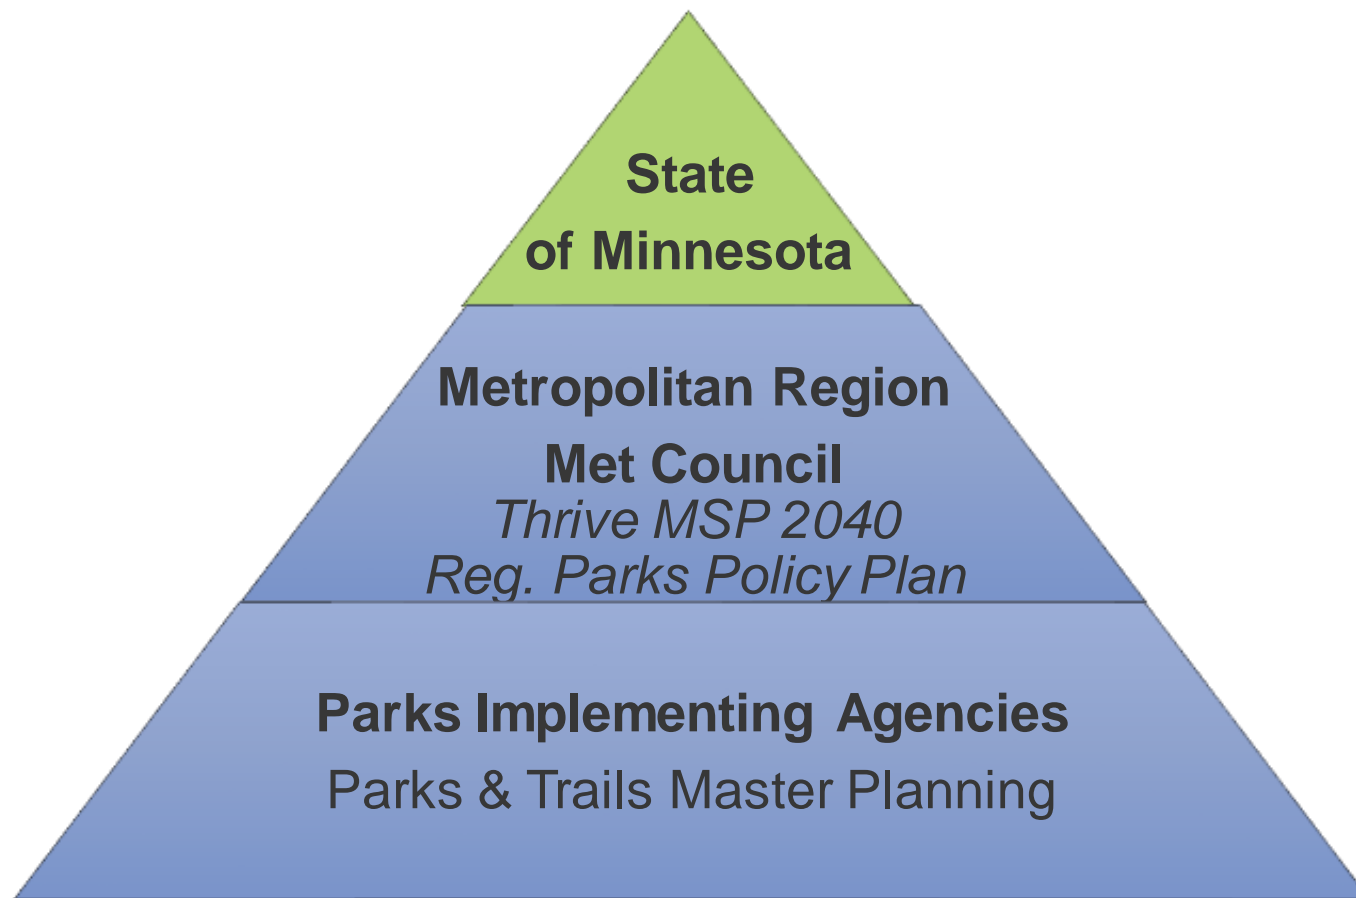 State
of Minnesota
Metropolitan Region
Met Council
Thrive MSP 2040
Reg. Parks Policy Plan
Parks Implementing Agencies
Parks & Trails Master Planning